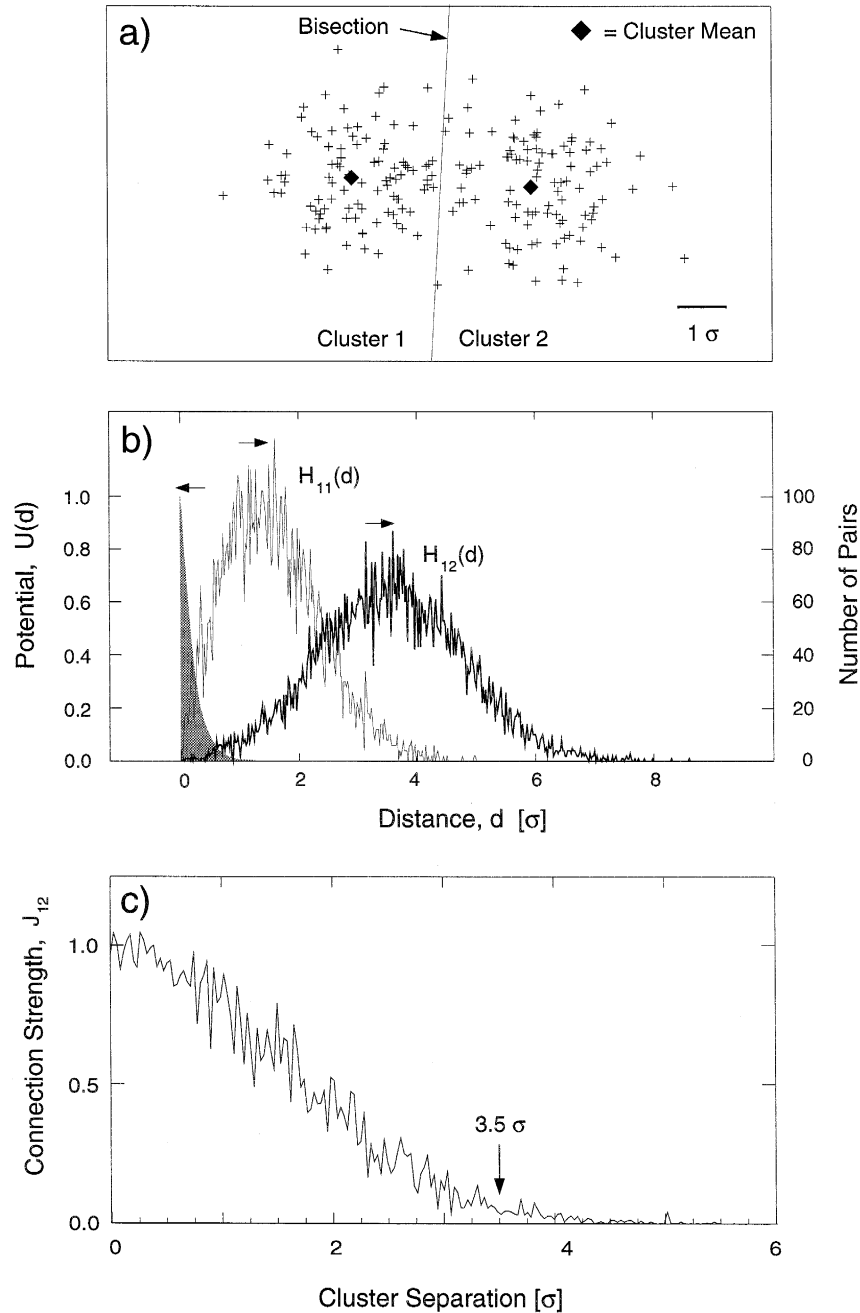 a)
Bisection
◆ = Cluster Mean
Cluster 1
Cluster 2
1 σ
b)
H11(d)
H12(d)
Potential, U(d)
1.0
0.8
0.6
0.4
0.2
0.0
100
80
60
40
20
0
Number of Pairs
0 2 4 6 8
Distance, d [σ]
c)
Connection Strength, J12
1.0
0.5
0.0
3.5 σ
0 2 4 6
Cluster Separation [σ]